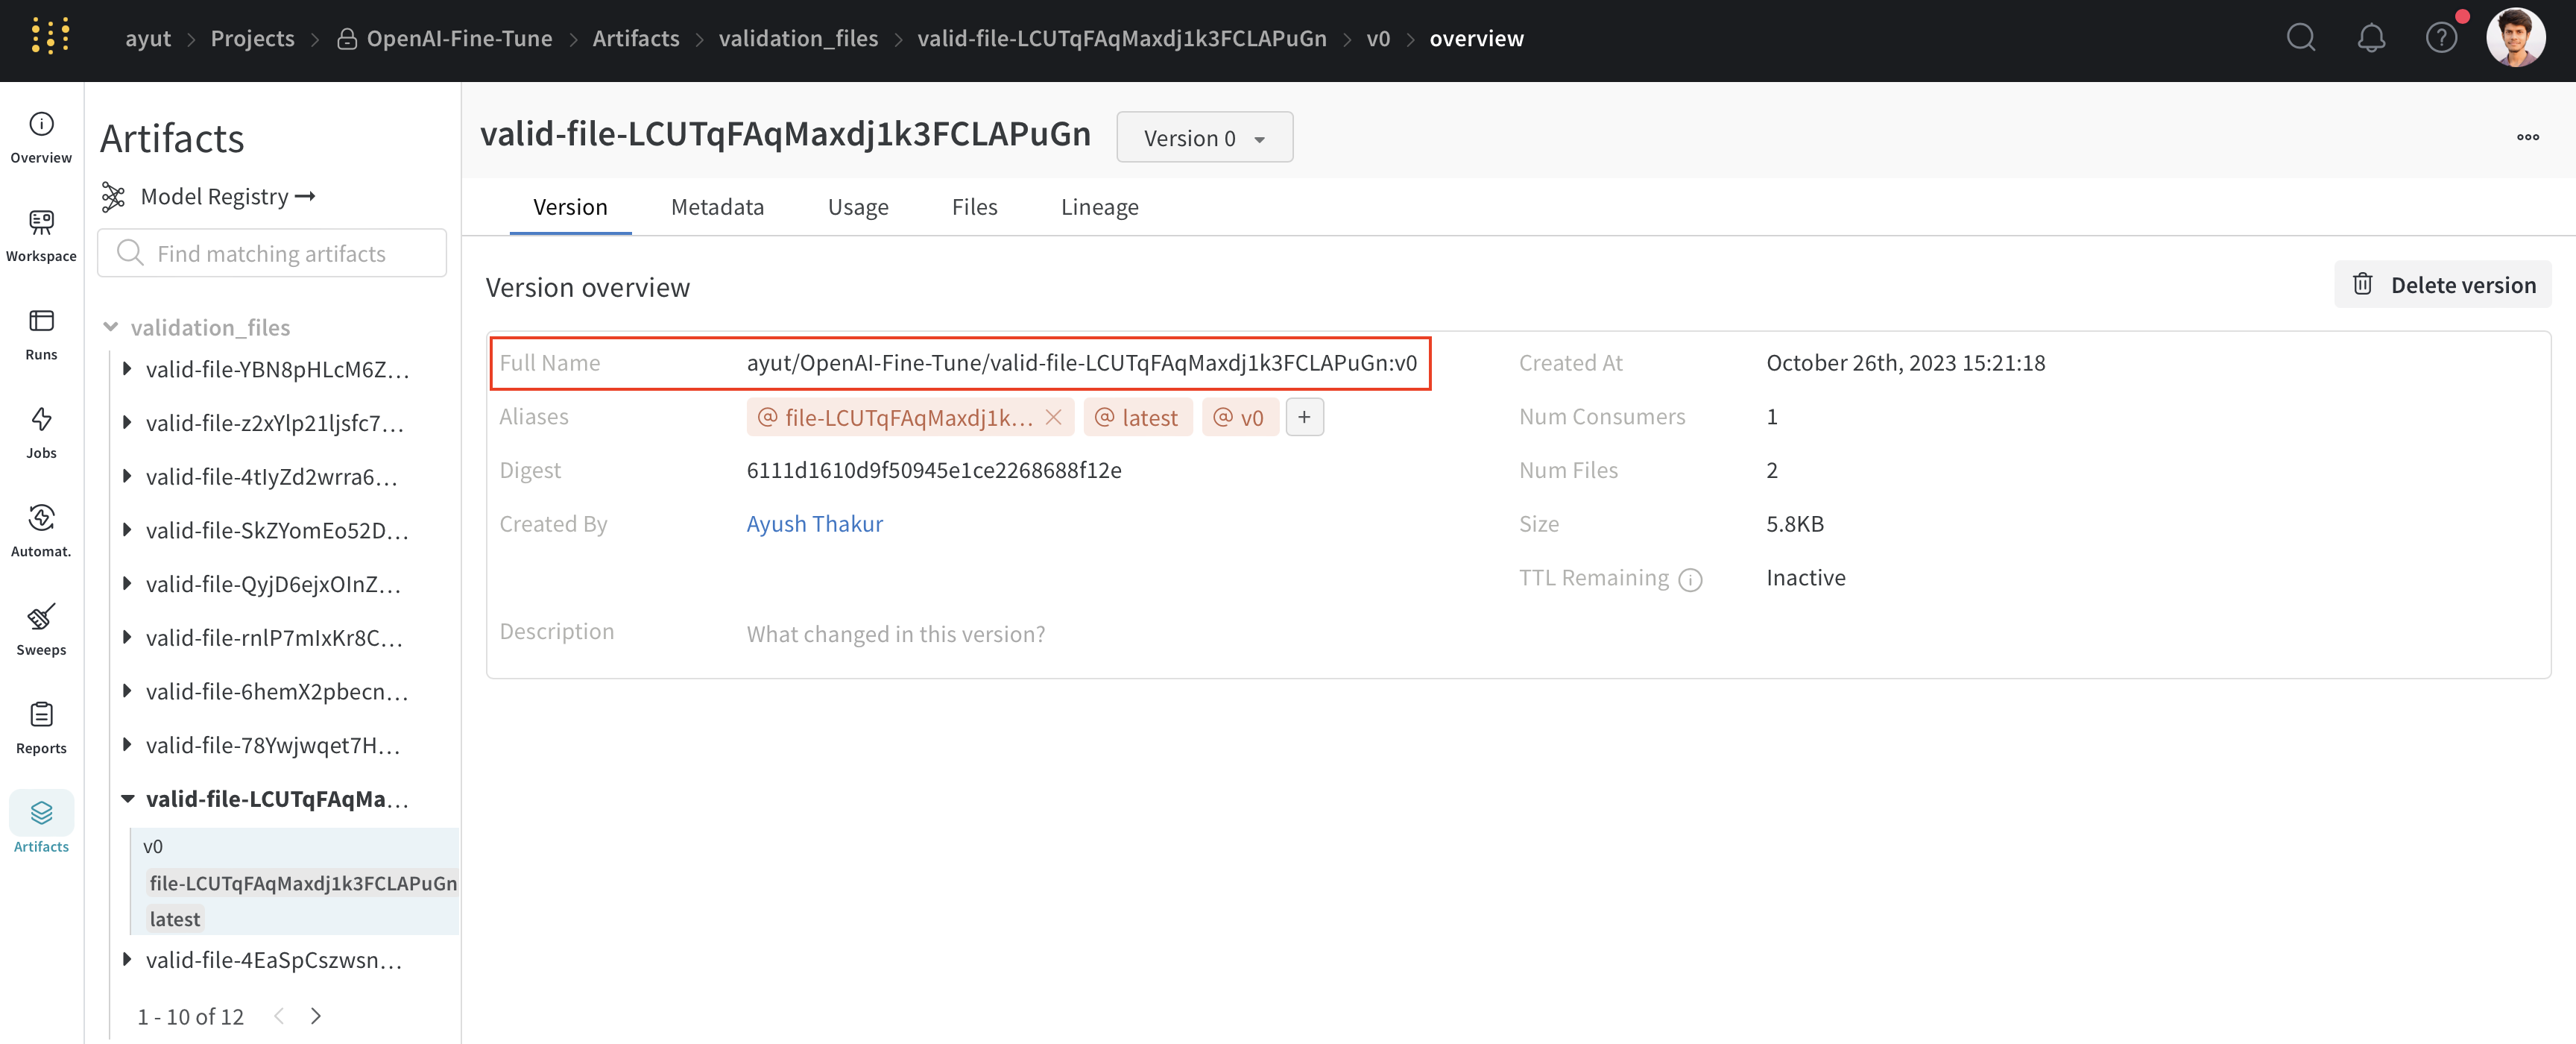 ayut > Projects > OpenAI-Fine-Tune > Artifacts > validation_files > valid-file-LCUTqFAqMaxdj1k3FCLAPuGn > v0 > overview
Overview
Workspace
Runs
Jobs
Automat.
Sweeps
Reports
Artifacts
Artifacts
Model Registry →
Find matching artifacts
validation_files
valid-file-YBN8pHLcM6Z...
valid-file-z2xYlp21ljsfc7...
valid-file-4tIyZd2wrra6...
valid-file-SkZYomEo52D...
valid-file-QyjD6ejxOInZ...
valid-file-rnlP7mIxKr8C...
valid-file-6hemX2pbecn...
valid-file-78Ywjwqet7H...
valid-file-LCUTqFAqMa...
v0
file-LCUTqFAqMaxdj1k3FCLAPuGn
latest
valid-file-4EaSpCszwsn...
1 - 10 of 12
valid-file-LCUTqFAqMaxdj1k3FCLAPuGn Version 0
Version Metadata Usage Files Lineage
Version overview
Delete version
Full Name ayut/OpenAI-Fine-Tune/valid-file-LCUTqFAqMaxdj1k3FCLAPuGn:v0
Aliases @ file-LCUTqFAqMaxdj1k... @ latest @ v0 +
Digest 6111d1610d9f50945e1ce2268688f12e
Created By Ayush Thakur
Description What changed in this version?
Created At October 26th, 2023 15:21:18
Num Consumers 1
Num Files 2
Size 5.8KB
TTL Remaining Inactive